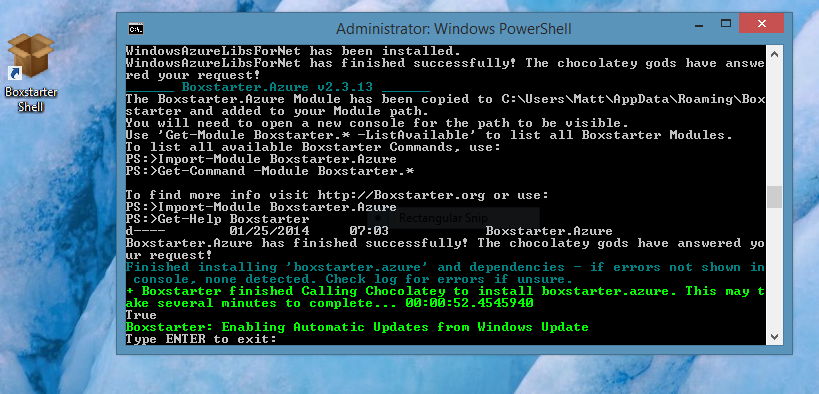 Administrator: Windows PowerShell
C:\.
Boxstarter
Shell
WindowsAzureLibsForNet has been installed.
WindowsAzureLibsForNet has finished successfully! The chocolatey gods have answe
red your request!
______ Boxstarter.Azure v2.3.13 ______
The Boxstarter.Azure Module has been copied to C:\Users\Matt\AppData\Roaming\Box
starter and added to your Module path.
You will need to open a new console for the path to be visible.
Use 'Get-Module Boxstarter.* -ListAvailable' to list all Boxstarter Modules.
To list all available Boxstarter Commands, use:
PS:>Import-Module Boxstarter.Azure
PS:>Get-Command -Module Boxstarter.*
To find more info visit http://Boxstarter.org or use:
PS:>Import-Module Boxstarter.Azure
PS:>Get-Help Boxstarter
Rectangular Snip
d---- 01/25/2014 07:03 Boxstarter.Azure
Boxstarter.Azure has finished successfully! The chocolatey gods have answered yo
ur request!
Finished installing 'boxstarter.azure' and dependencies - if errors not shown in
console, none detected. Check log for errors if unsure.
+ Boxstarter finished Calling Chocolatey to install boxstarter.azure. This may t
ake several minutes to complete... 00:00:52.4545940
True
Boxstarter: Enabling Automatic Updates from Windows Update
Type ENTER to exit: